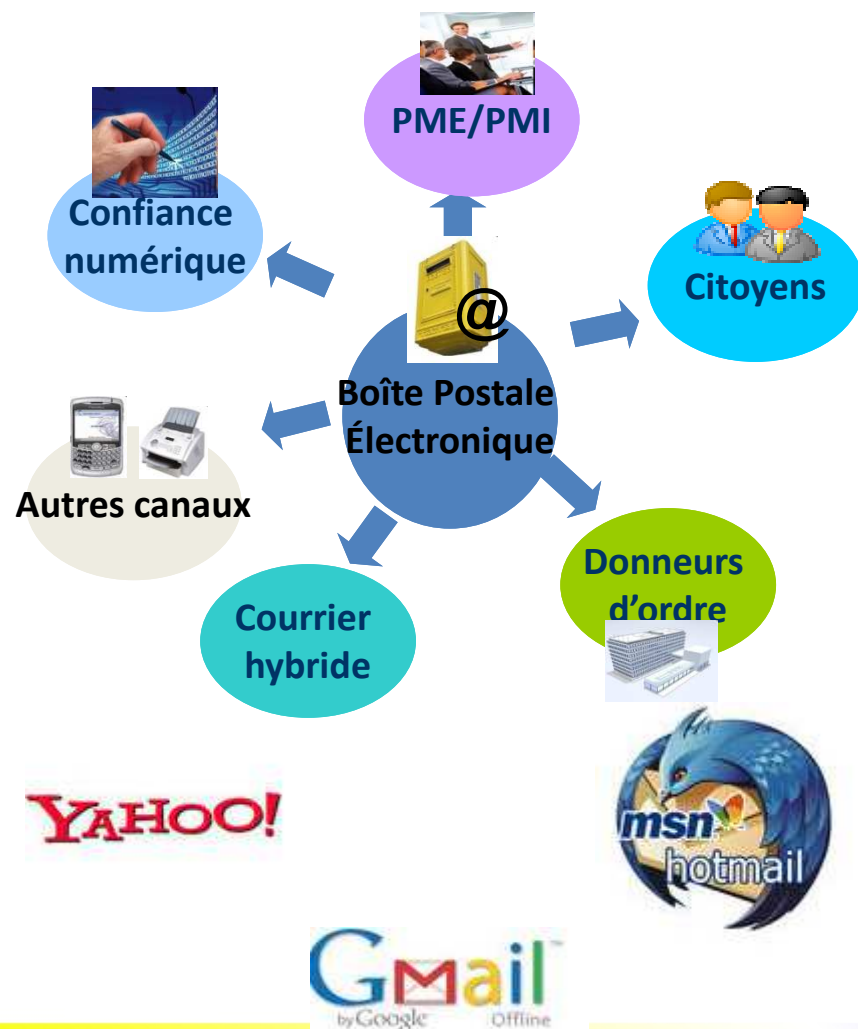 PME/PMI
Confiance
numérique
Citoyens
@
Boîte Postale
Électronique
Autres canaux
Donneurs
d’ordre
Courrier
hybride
YAHOO!
msn
hotmail
GMail™
by Google Offline